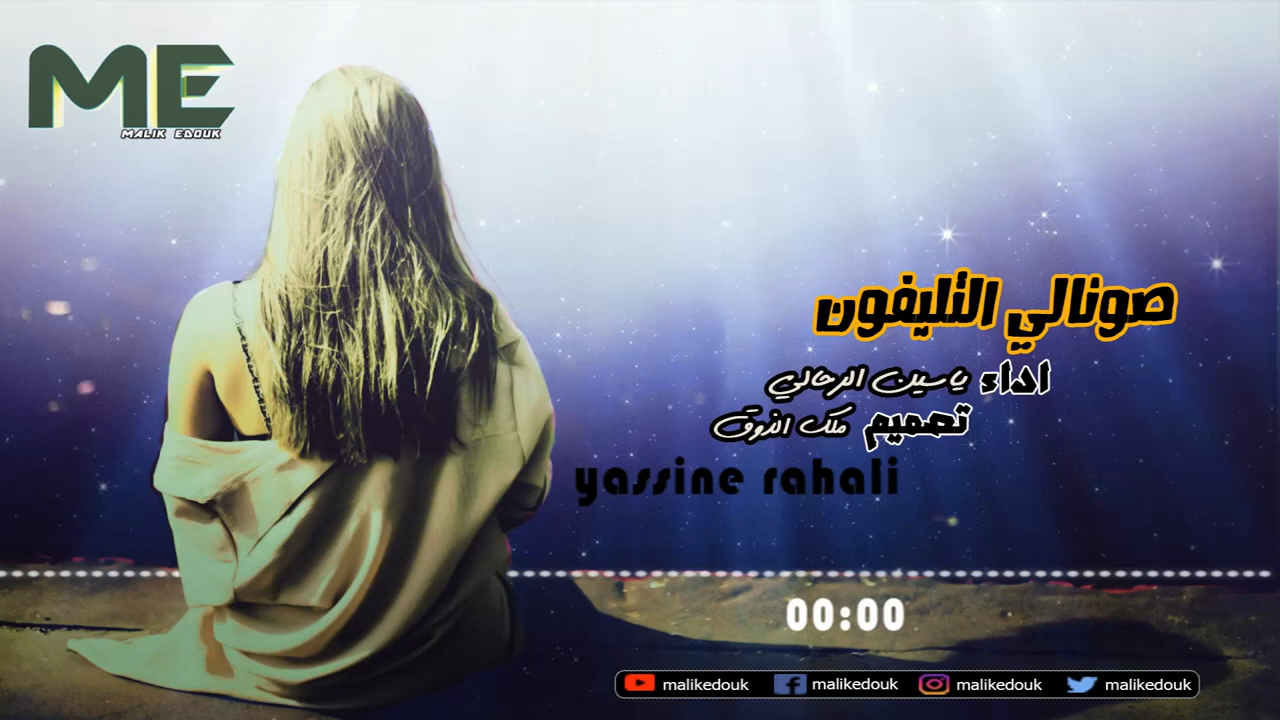 ME
MALIK EDOUK
صونالي التليفون
اداء ياسين الرحالي
تصميم ملك الذوق
yassine rahali
00:00
malikedouk malikedouk malikedouk malikedouk